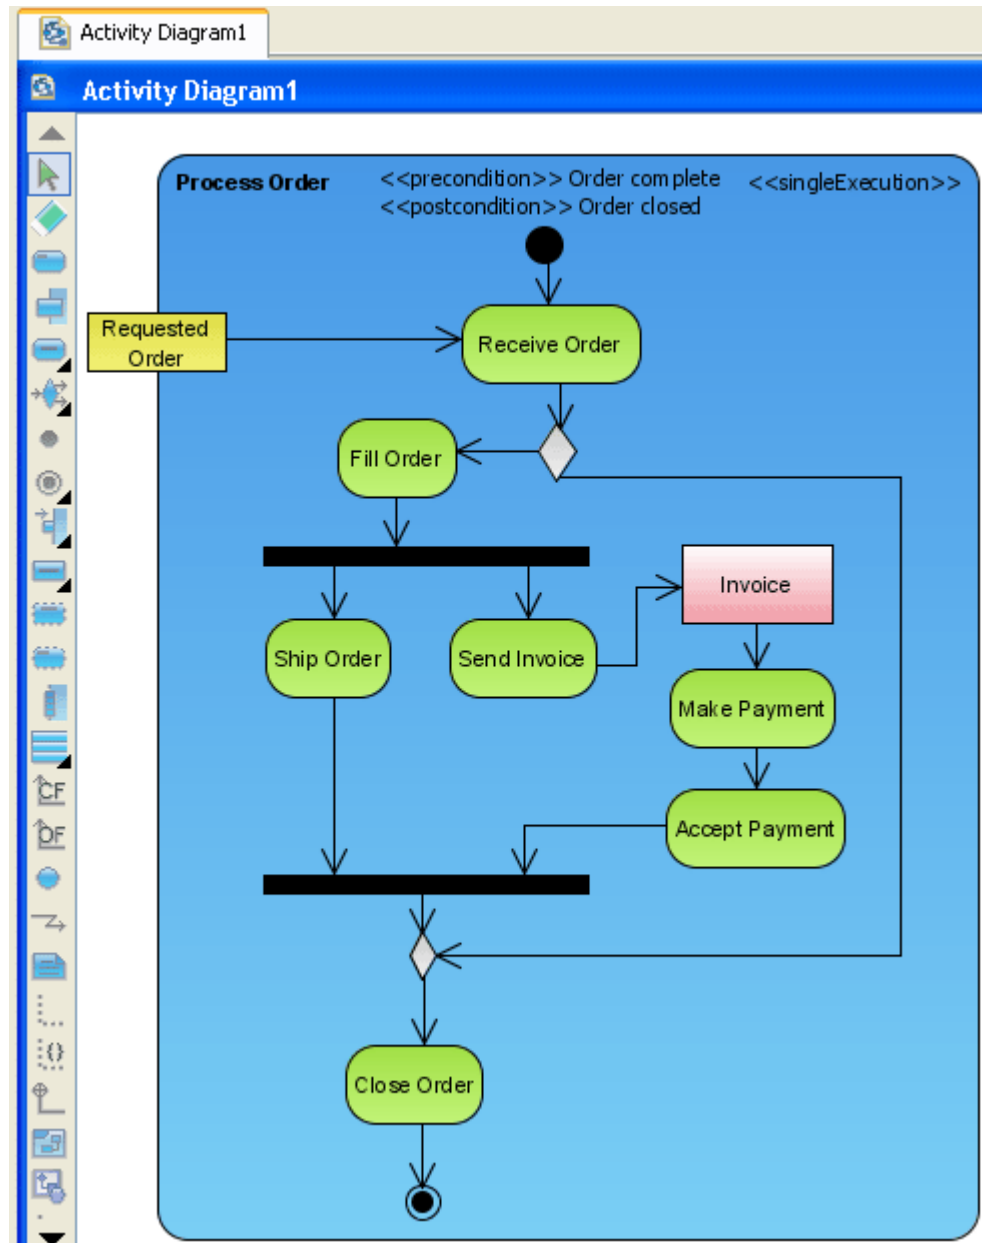 Activity Diagram1
Activity Diagram1
Process Order
<<precondition>> Order complete
<<singleExecution>>
<<postcondition>> Order closed
Requested
Order
Receive Order
Fill Order
Invoice
Ship Order
Send Invoice
Make Payment
Accept Payment
Close Order
CF
OF